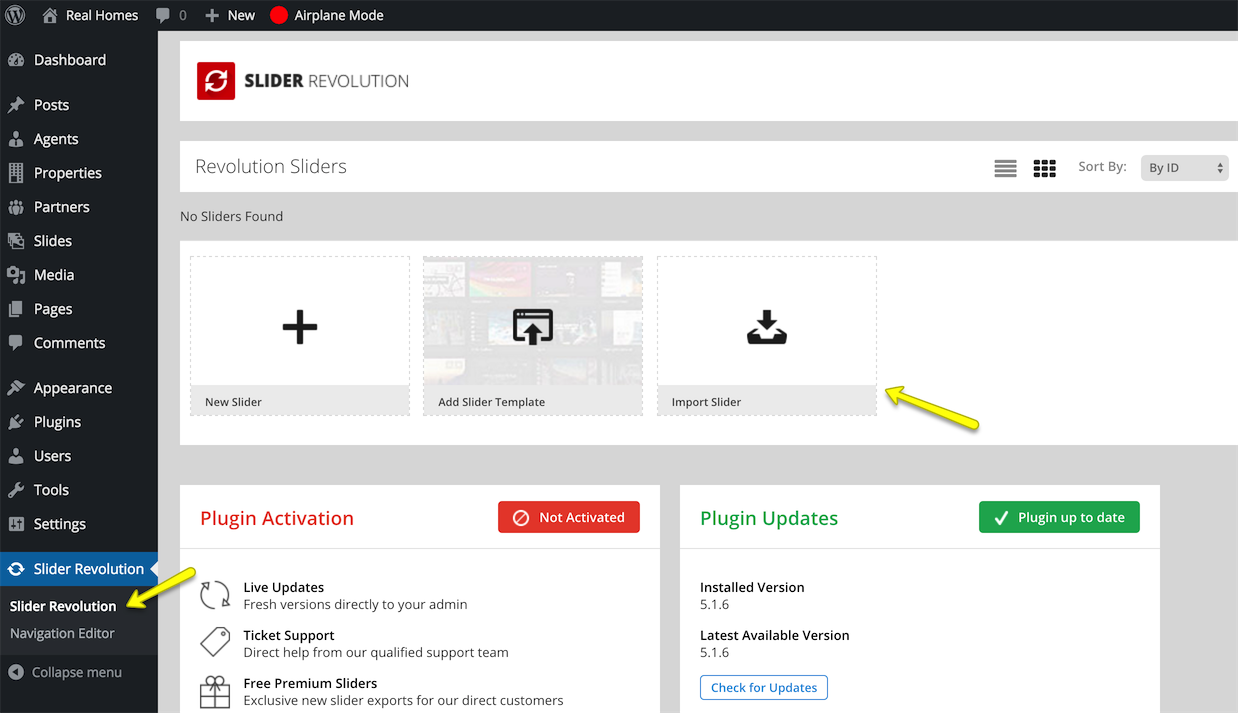 Real Homes 0 New Airplane Mode
Dashboard
Posts
Agents
Properties
Partners
Slides
Media
Pages
Comments
Appearance
Plugins
Users
Tools
Settings
Slider Revolution
Slider Revolution
Navigation Editor
Collapse menu
SLIDER REVOLUTION
Revolution Sliders
Sort By: By ID
No Sliders Found
New Slider
Add Slider Template
Import Slider
Plugin Activation
Not Activated
Live Updates
Fresh versions directly to your admin
Ticket Support
Direct help from our qualified support team
Free Premium Sliders
Exclusive new slider exports for our direct customers
Plugin Updates
Plugin up to date
Installed Version
5.1.6
Latest Available Version
5.1.6
Check for Updates